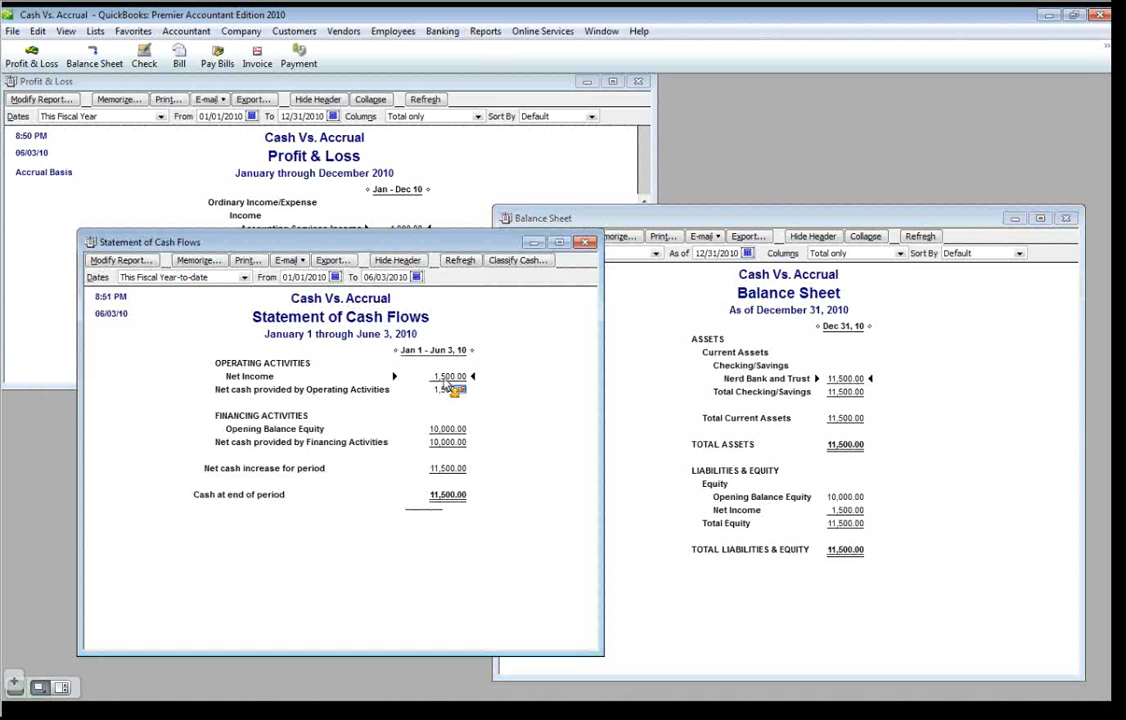 Cash Vs. Accrual - QuickBooks: Premier Accountant Edition 2010
File Edit View Lists Favorites Accountant Company Customers Vendors Employees Banking Reports Online Services Window Help
Profit & Loss Balance Sheet Check Bill Pay Bills Invoice Payment
Profit & Loss
Modify Report... Memorize... Print... E-mail Export... Hide Header Collapse Refresh
Dates This Fiscal Year From 01/01/2010 To 12/31/2010 Columns Total only Sort By Default
8:50 PM
06/03/10
Accrual Basis
Cash Vs. Accrual
Profit & Loss
January through December 2010
Jan - Dec 10
Ordinary Income/Expense
Income
Statement of Cash Flows
Modify Report... Memorize... Print... E-mail Export... Hide Header Refresh Classify Cash...
Dates This Fiscal Year-to-date From 01/01/2010 To 06/03/2010
8:51 PM
06/03/10
Cash Vs. Accrual
Statement of Cash Flows
January 1 through June 3, 2010
Jan 1 - Jun 3, 10
OPERATING ACTIVITIES
Net Income 1,500.00
Net cash provided by Operating Activities
FINANCING ACTIVITIES
Opening Balance Equity 10,000.00
Net cash provided by Financing Activities 10,000.00
Net cash increase for period 11,500.00
Cash at end of period 11,500.00
Balance Sheet
Print... E-mail Export... Hide Header Collapse Refresh
As of 12/31/2010 Columns Total only Sort By Default
Cash Vs. Accrual
Balance Sheet
As of December 31, 2010
Dec 31, 10
ASSETS
Current Assets
Checking/Savings
Nerd Bank and Trust 11,500.00
Total Checking/Savings 11,500.00
Total Current Assets 11,500.00
TOTAL ASSETS 11,500.00
LIABILITIES & EQUITY
Equity
Opening Balance Equity 10,000.00
Net Income 1,500.00
Total Equity 11,500.00
TOTAL LIABILITIES & EQUITY 11,500.00